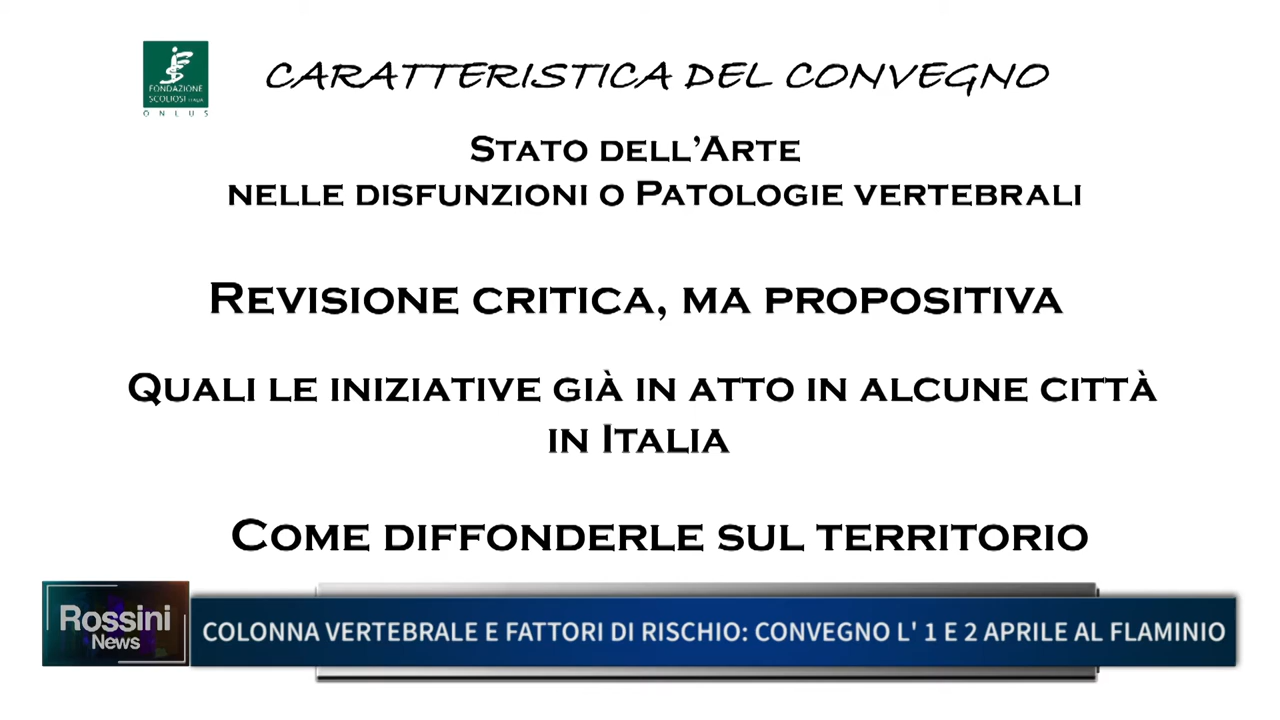 FONDAZIONE
SCOLIOSI ITALIA
ONLUS
CARATTERISTICA DEL CONVEGNO
STATO DELL'ARTE
NELLE DISFUNZIONI O PATOLOGIE VERTEBRALI
REVISIONE CRITICA, MA PROPOSITIVA
QUALI LE INIZIATIVE GIÀ IN ATTO IN ALCUNE CITTÀ
IN ITALIA
COME DIFFONDERLE SUL TERRITORIO
Rossini
News
COLONNA VERTEBRALE E FATTORI DI RISCHIO: CONVEGNO L' 1 E 2 APRILE AL FLAMINIO